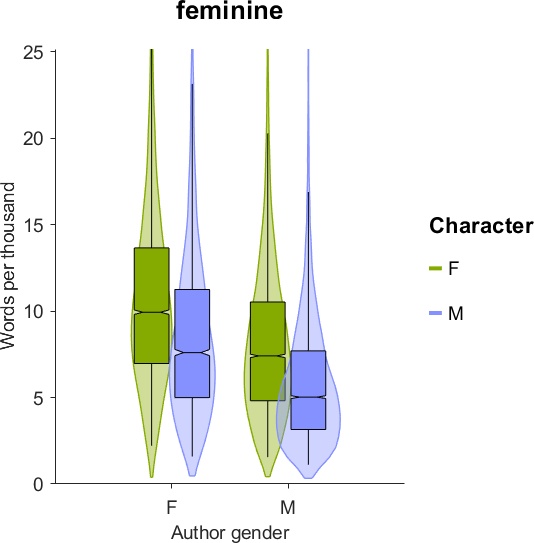 feminine
25
20
15
10
5
0
Words per thousand
F
M
Author gender
Character
F
M